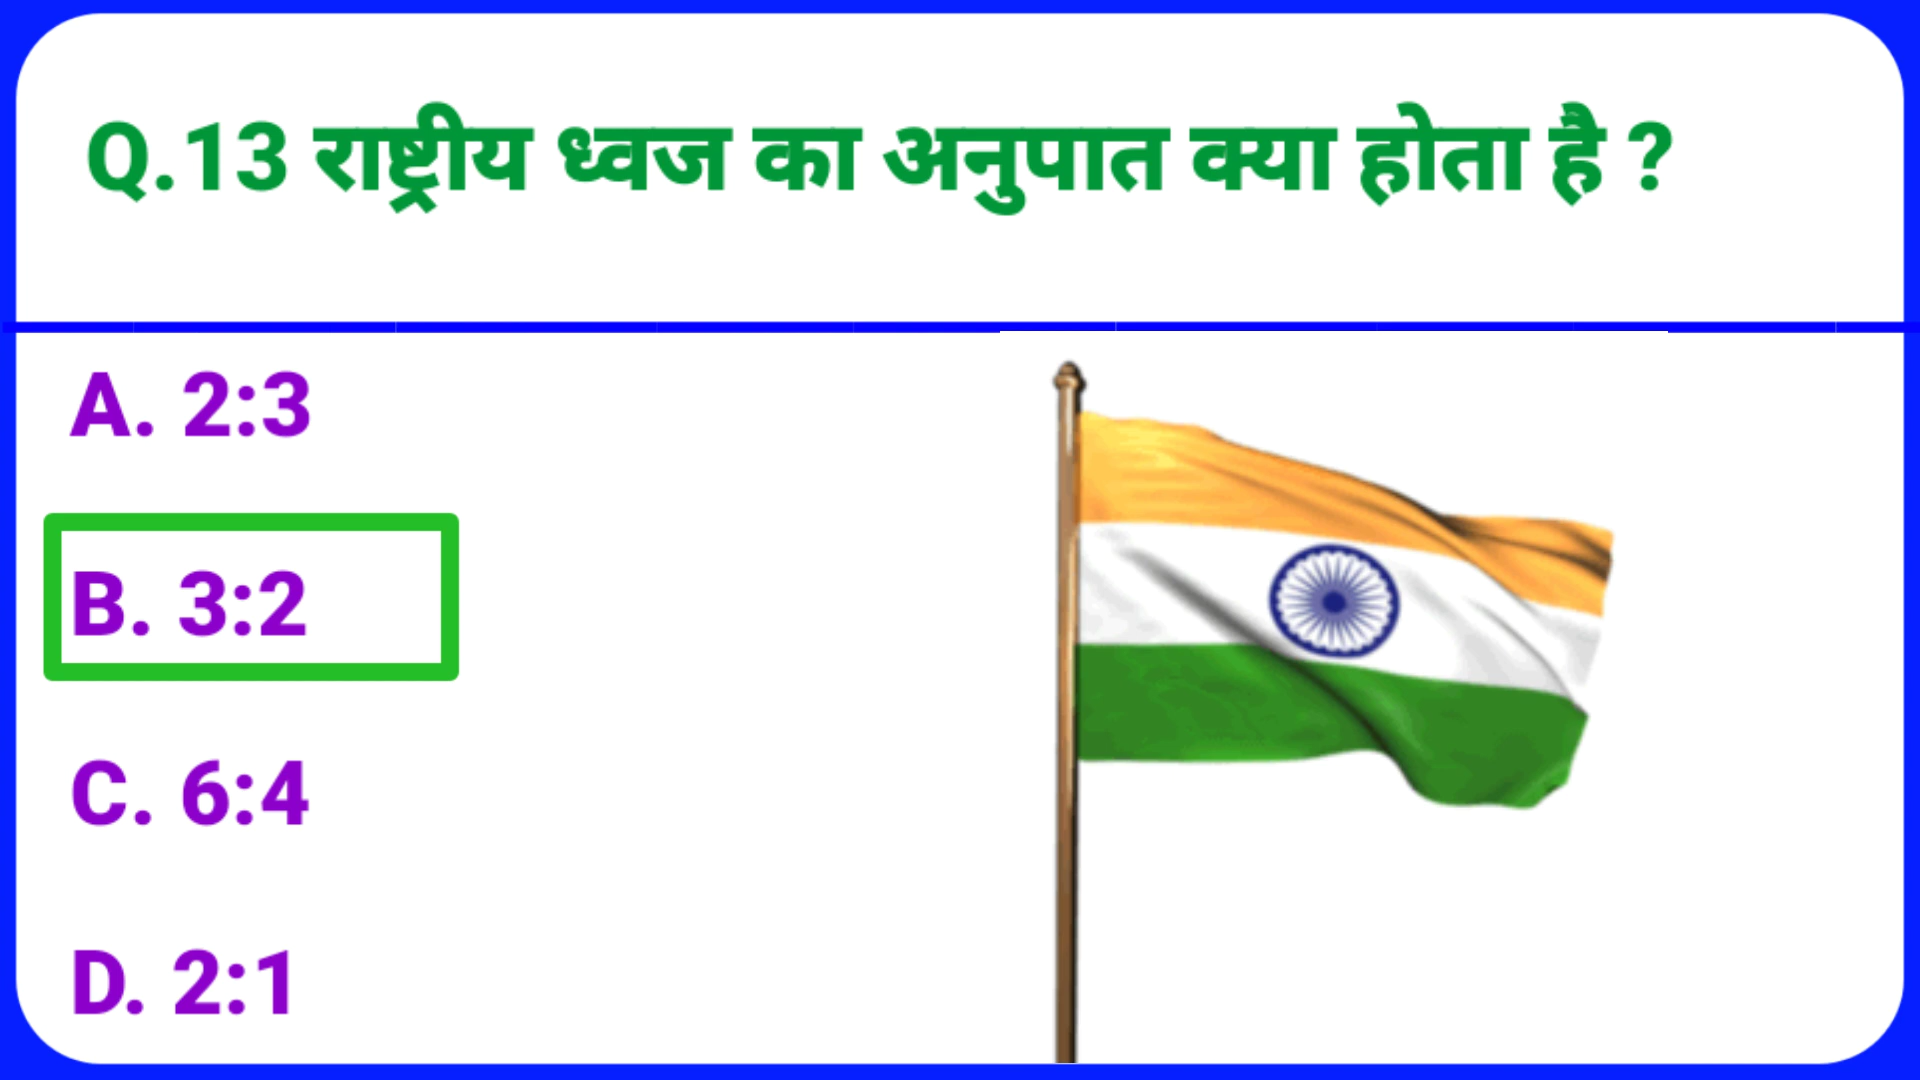 Q.13 राष्ट्रीय ध्वज का अनुपात क्या होता है ?
A. 2:3
B. 3:2
C. 6:4
D. 2:1